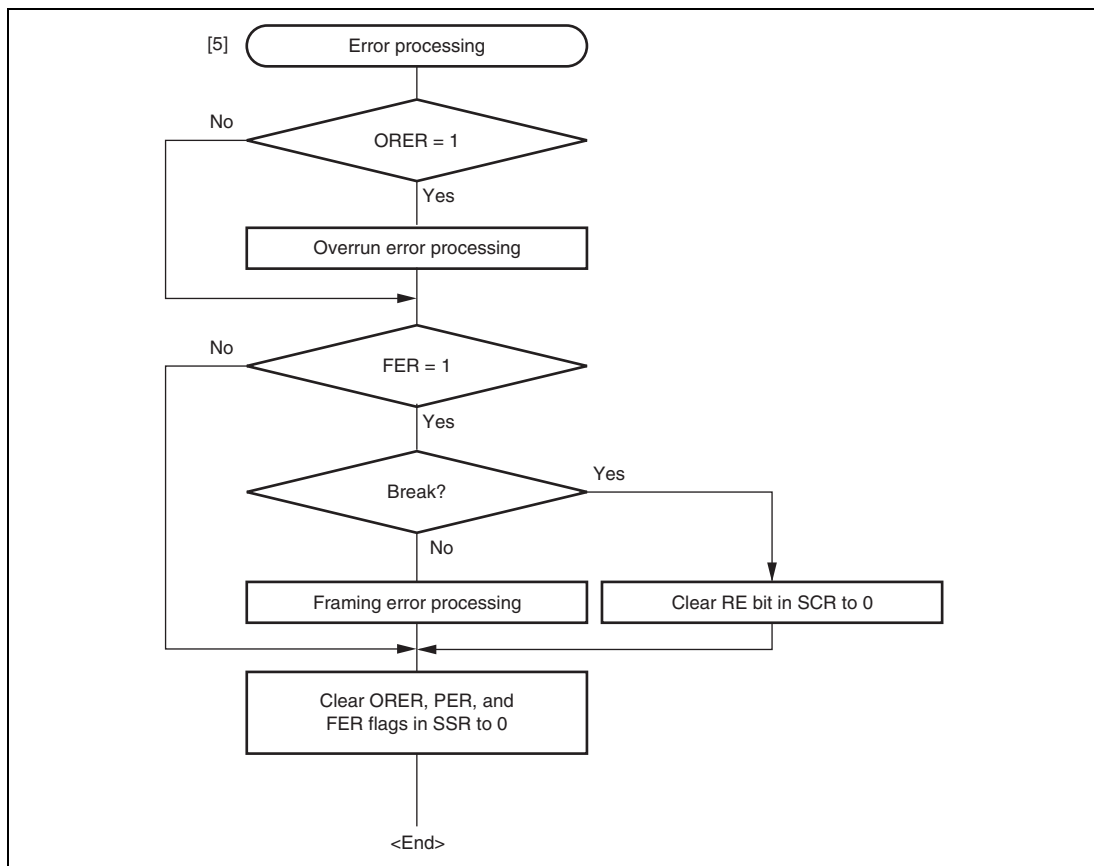 [5] Error processing
No
ORER = 1
Yes
Overrun error processing
No
FER = 1
Yes
Yes
Break?
No
Framing error processing
Clear RE bit in SCR to 0
Clear ORER, PER, and
FER flags in SSR to 0
<End>